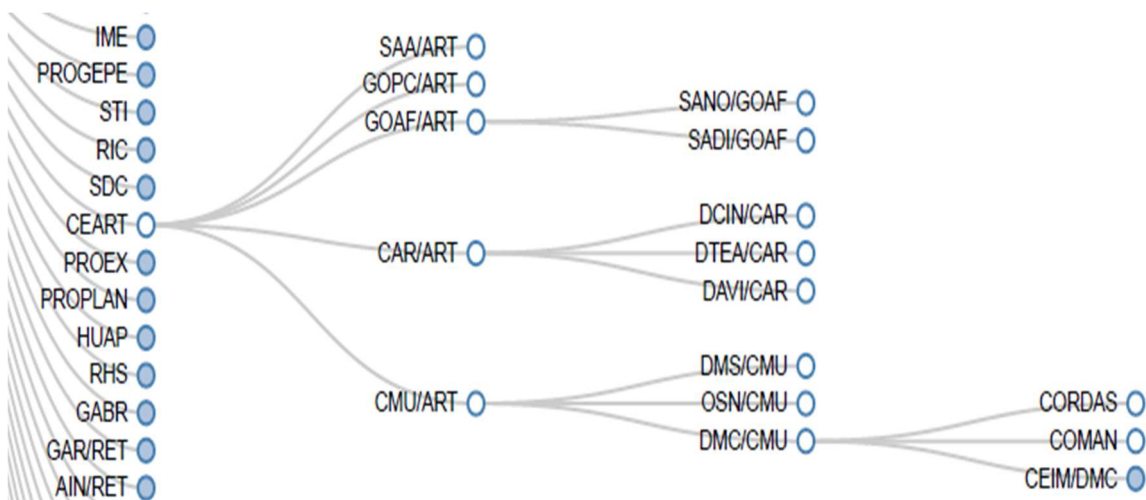 IME
PROGEPE
STI
RIC
SDC
CEART
PROEX
PROPLAN
HUAP
RHS
GABR
GAR/RET
AIN/RET
SAA/ART
GOPC/ART
GOAF/ART
CAR/ART
CMU/ART
SANO/GOAF
SADI/GOAF
DCIN/CAR
DTEA/CAR
DAVI/CAR
DMS/CMU
OSN/CMU
DMC/CMU
CORDAS
COMAN
CEIM/DMC